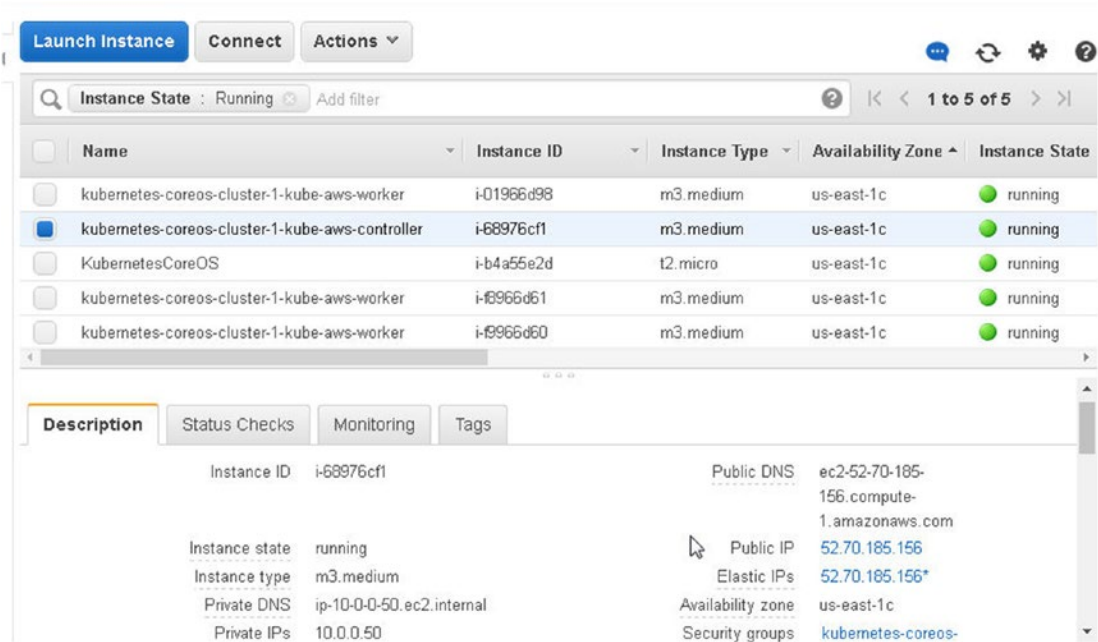 Launch Instance Connect Actions
Instance State : Running Add filter 1 to 5 of 5
Name Instance ID Instance Type Availability Zone Instance State
kubernetes-coreos-cluster-1-kube-aws-worker i-01966d98 m3.medium us-east-1c running
kubernetes-coreos-cluster-1-kube-aws-controller i-68976cf1 m3.medium us-east-1c running
KubernetesCoreOS i-b4a55e2d t2.micro us-east-1c running
kubernetes-coreos-cluster-1-kube-aws-worker i-f8966d61 m3.medium us-east-1c running
kubernetes-coreos-cluster-1-kube-aws-worker i-f9966d60 m3.medium us-east-1c running
Description Status Checks Monitoring Tags
Instance ID i-68976cf1 Public DNS ec2-52-70-185-
156.compute-
1.amazonaws.com
Instance state running Public IP 52.70.185.156
Instance type m3.medium Elastic IPs 52.70.185.156*
Private DNS ip-10-0-0-50.ec2.internal Availability zone us-east-1c
Private IPs 10.0.0.50 Security groups kubernetes-coreos-